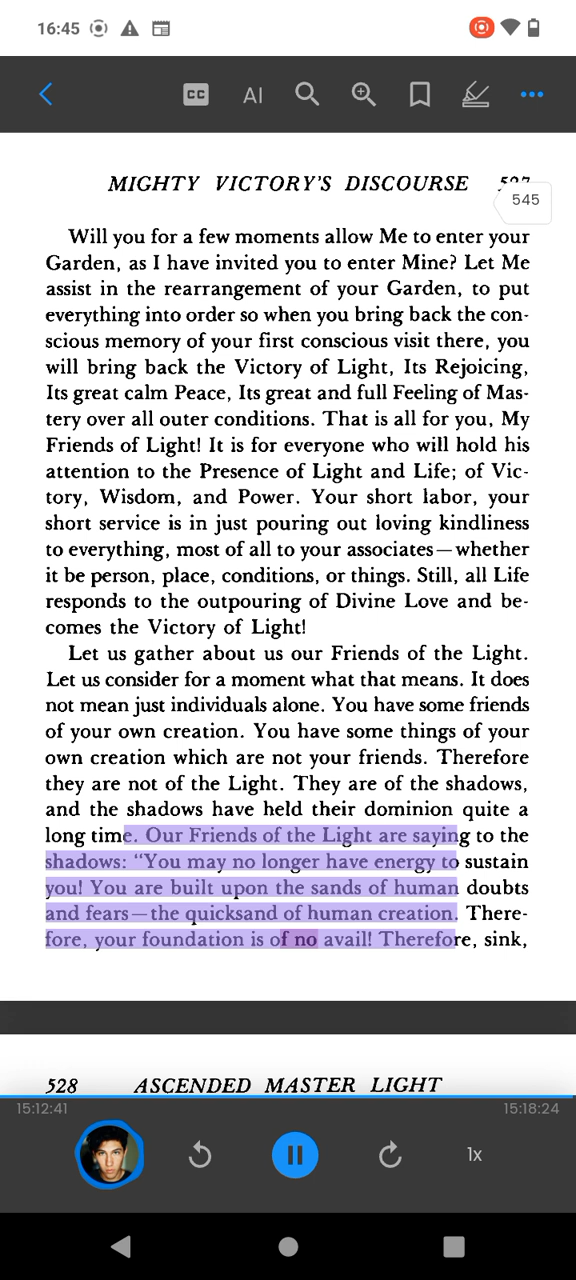 16:45
CC
AI
MIGHTY VICTORY'S DISCOURSE 527
545
Will you for a few moments allow Me to enter your
Garden, as I have invited you to enter Mine? Let Me
assist in the rearrangement of your Garden, to put
everything into order so when you bring back the con-
scious memory of your first conscious visit there, you
will bring back the Victory of Light, Its Rejoicing,
Its great calm Peace, Its great and full Feeling of Mas-
tery over all outer conditions. That is all for you, My
Friends of Light! It is for everyone who will hold his
attention to the Presence of Light and Life; of Vic-
tory, Wisdom, and Power. Your short labor, your
short service is in just pouring out loving kindliness
to everything, most of all to your associates—whether
it be person, place, conditions, or things. Still, all Life
responds to the outpouring of Divine Love and be-
comes the Victory of Light!
Let us gather about us our Friends of the Light.
Let us consider for a moment what that means. It does
not mean just individuals alone. You have some friends
of your own creation. You have some things of your
own creation which are not your friends. Therefore
they are not of the Light. They are of the shadows,
and the shadows have held their dominion quite a
long time. Our Friends of the Light are saying to the
shadows: “You may no longer have energy to sustain
you! You are built upon the sands of human doubts
and fears—the quicksand of human creation. There-
fore, your foundation is of no avail! Therefore, sink,
528 ASCENDED MASTER LIGHT
15:12:41
15:18:24
1x